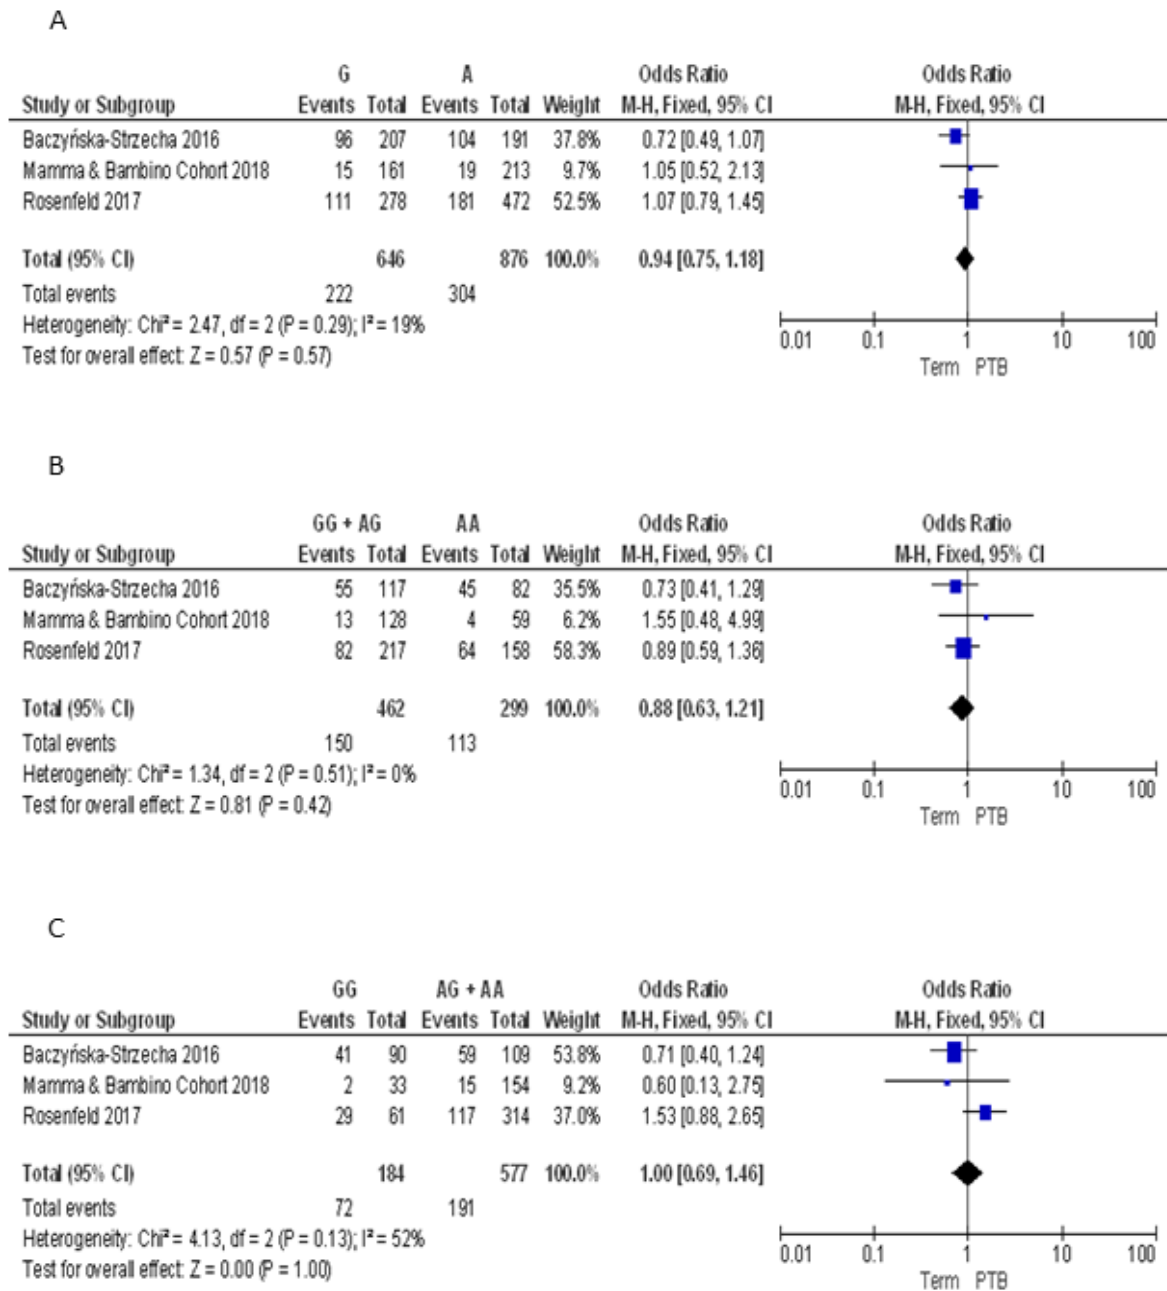 A
G A Odds Ratio Odds Ratio
Study or Subgroup Events Total Events Total Weight M-H, Fixed, 95% CI M-H, Fixed, 95% CI
Baczyńska-Strzecha 2016 96 207 104 191 37.8% 0.72 [0.49, 1.07]
Mamma & Bambino Cohort 2018 15 161 19 213 9.7% 1.05 [0.52, 2.13]
Rosenfeld 2017 111 278 181 472 52.5% 1.07 [0.79, 1.45]
Total (95% CI) 646 876 100.0% 0.94 [0.75, 1.18]
Total events 222 304
Heterogeneity: Chi² = 2.47, df = 2 (P = 0.29); I² = 19%
Test for overall effect: Z = 0.57 (P = 0.57)
0.01 0.1 1 10 100
Term PTB
B
GG + AG AA Odds Ratio Odds Ratio
Study or Subgroup Events Total Events Total Weight M-H, Fixed, 95% CI M-H, Fixed, 95% CI
Baczyńska-Strzecha 2016 55 117 45 82 35.5% 0.73 [0.41, 1.29]
Mamma & Bambino Cohort 2018 13 128 4 59 6.2% 1.55 [0.48, 4.99]
Rosenfeld 2017 82 217 64 158 58.3% 0.89 [0.59, 1.36]
Total (95% CI) 462 299 100.0% 0.88 [0.63, 1.21]
Total events 150 113
Heterogeneity: Chi² = 1.34, df = 2 (P = 0.51); I² = 0%
Test for overall effect: Z = 0.81 (P = 0.42)
0.01 0.1 1 10 100
Term PTB
C
GG AG + AA Odds Ratio Odds Ratio
Study or Subgroup Events Total Events Total Weight M-H, Fixed, 95% CI M-H, Fixed, 95% CI
Baczyńska-Strzecha 2016 41 90 59 109 53.8% 0.71 [0.40, 1.24]
Mamma & Bambino Cohort 2018 2 33 15 154 9.2% 0.60 [0.13, 2.75]
Rosenfeld 2017 29 61 117 314 37.0% 1.53 [0.88, 2.65]
Total (95% CI) 184 577 100.0% 1.00 [0.69, 1.46]
Total events 72 191
Heterogeneity: Chi² = 4.13, df = 2 (P = 0.13); I² = 52%
Test for overall effect: Z = 0.00 (P = 1.00)
0.01 0.1 1 10 100
Term PTB